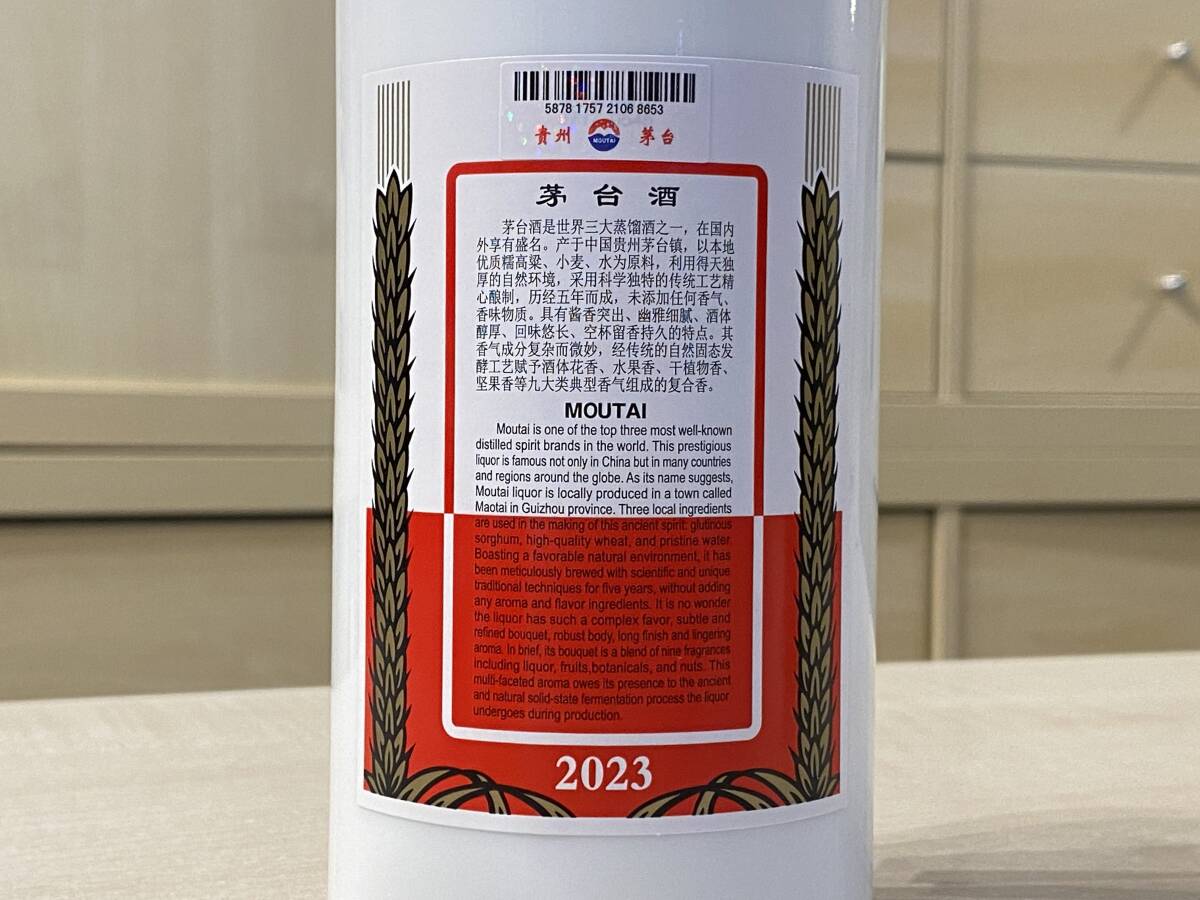 5878 1757 2106 8653
贵州 MOUTAI 茅台
茅台酒
茅台酒是世界三大蒸馏酒之一，在国内
外享有盛名。产于中国贵州茅台镇，以本地
优质糯高粱、小麦、水为原料，利用得天独
厚的自然环境，采用科学独特的传统工艺精
心酿制，历经五年而成，未添加任何香气、
香味物质。具有酱香突出、幽雅细腻、酒体
醇厚、回味悠长、空杯留香持久的特点。其
香气成分复杂而微妙，经传统的自然固态发
酵工艺赋予酒体花香、水果香、干植物香、
坚果香等九大类典型香气组成的复合香。
MOUTAI
Moutai is one of the top three most well-known
distilled spirit brands in the world. This prestigious
liquor is famous not only in China but in many countries
and regions around the globe. As its name suggests,
Moutai liquor is locally produced in a town called
Maotai in Guizhou province. Three local ingredients
are used in the making of this ancient spirit: glutinous
sorghum, high-quality wheat, and pristine water.
Boasting a favorable natural environment, it has
been meticulously brewed with scientific and unique
traditional techniques for five years, without adding
any aroma and flavor ingredients. It is no wonder
the liquor has such a complex favor, subtle and
refined bouquet, robust body, long finish and lingering
aroma. In brief, its bouquet is a blend of nine fragrances
including liquor, fruits,botanicals, and nuts. This
multi-faceted aroma owes its presence to the ancient
and natural solid-state fermentation process the liquor
undergoes during production.
2023